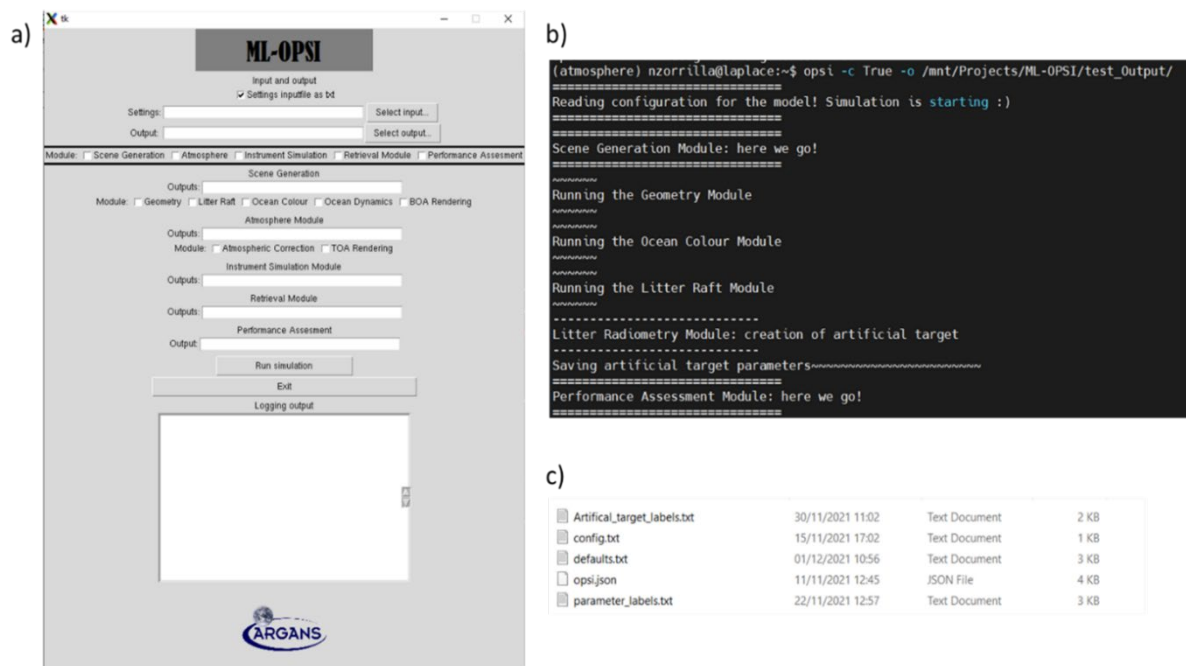 a)
tk
ML-OPSI
Input and output
Settings inputfile as txt
Settings:
Select input...
Output:
Select output...
Module: Scene Generation Atmosphere Instrument Simulation Retrieval Module Performance Assesment
Scene Generation
Outputs:
Module: Geometry Litter Raft Ocean Colour Ocean Dynamics BOA Rendering
Atmosphere Module
Outputs:
Module: Atmospheric Correction TOA Rendering
Instrument Simulation Module
Outputs:
Retrieval Module
Outputs:
Performance Assesment
Output:
Run simulation
Exit
Logging output
ARGANS
b)
(atmosphere) nzorrilla@laplace:~$ opsi -c True -o /mnt/Projects/ML-OPSI/test_Output/
==============================
Reading configuration for the model! Simulation is starting :)
==============================
==============================
Scene Generation Module: here we go!
==============================
~~~~~~
Running the Geometry Module
~~~~~~
~~~~~~
Running the Ocean Colour Module
~~~~~~
~~~~~~
Running the Litter Raft Module
~~~~~~
---------------------------
Litter Radiometry Module: creation of artificial target
---------------------------
Saving artificial target parameters~~~~~~~~~~~~~~~~~~~~~~~
==============================
Performance Assessment Module: here we go!
==============================
c)
Artifical_target_labels.txt 30/11/2021 11:02 Text Document 2 KB
config.txt 15/11/2021 17:02 Text Document 1 KB
defaults.txt 01/12/2021 10:56 Text Document 3 KB
opsi.json 11/11/2021 12:45 JSON File 4 KB
parameter_labels.txt 22/11/2021 12:57 Text Document 3 KB